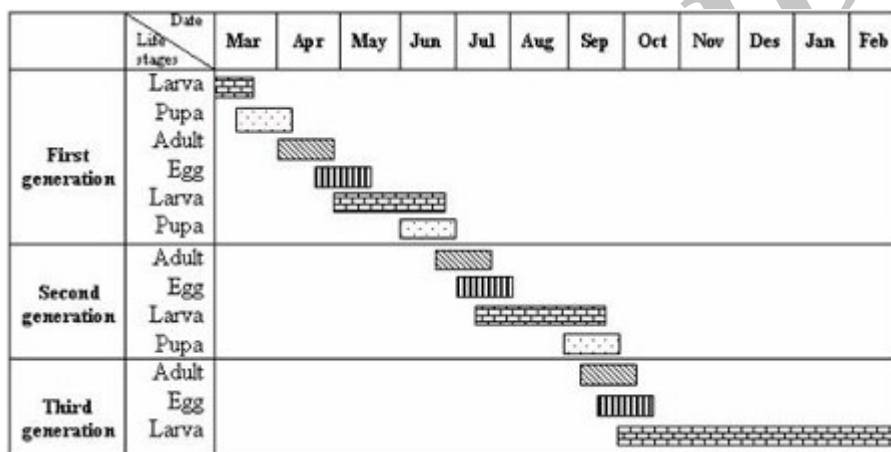 Date
Life stages
Mar Apr May Jun Jul Aug Sep Oct Nov Des Jan Feb
First generation
Larva
Pupa
Adult
Egg
Larva
Pupa
Second generation
Adult
Egg
Larva
Pupa
Third generation
Adult
Egg
Larva